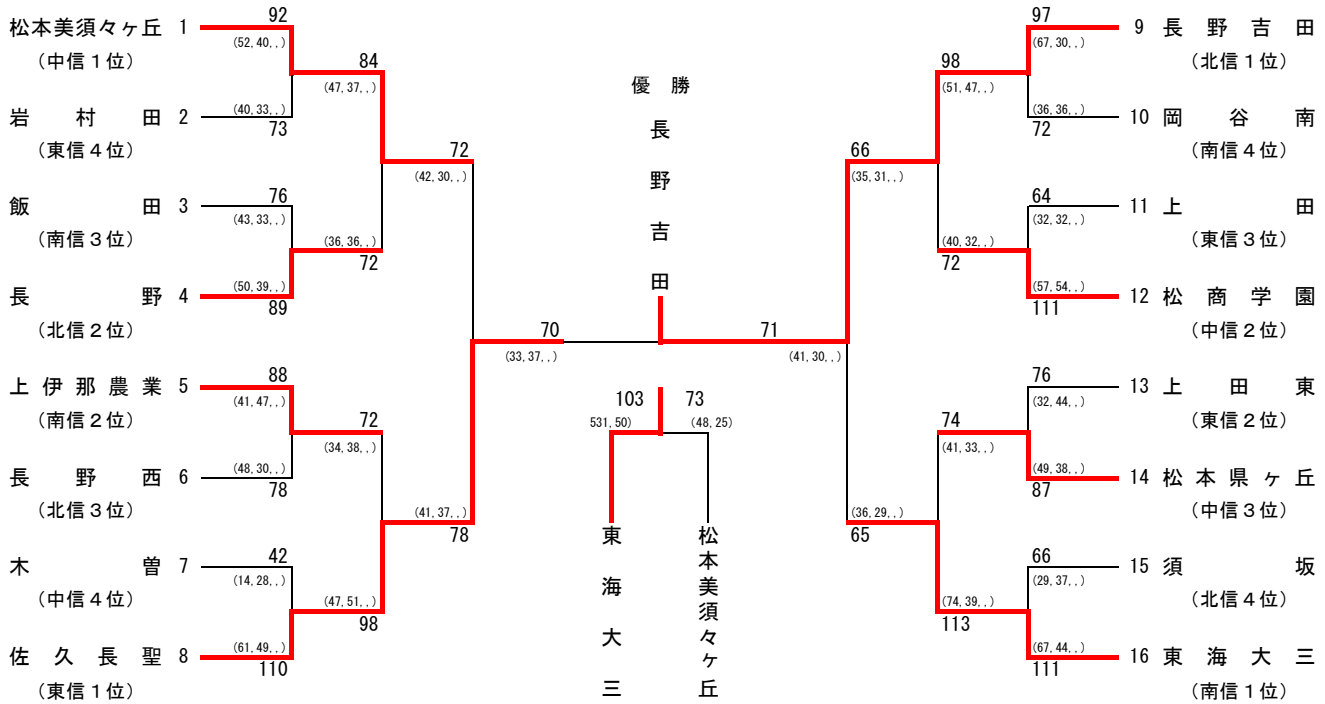 松本美須々ヶ丘 1 92
(52, 40, , )
(中信1位)
84
(47, 37, , )
岩村田 2 (40, 33, , )
73
(東信4位)
72
(42, 30, , )
飯田 3 76
(43, 33, , )
(南信3位)
(36, 36, , )
72
長野 4 (50, 39, , )
89
(北信2位)
70
(33, 37, , )
上伊那農業 5 88
(41, 47, , )
(南信2位)
72
(34, 38, , )
長野西 6 (48, 30, , )
78
(北信3位)
(41, 37, , )
78
木曽 7 42
(14, 28, , )
(中信4位)
(47, 51, , )
98
佐久長聖 8 (61, 49, , )
110
(東信1位)
優勝
長野吉田
71
(41, 30, , )
103 73
531, 50) (48, 25)
東海大三
松本美須々ヶ丘
97 9 長野吉田
(67, 30, , )
(北信1位)
98
(51, 47, , )
(36, 36, , ) 10 岡谷南
72
(南信4位)
66
(35, 31, , )
64 11 上田
(32, 32, , )
(東信3位)
(40, 32, , )
72
(57, 54, , ) 12 松商学園
111
(中信2位)
76 13 上田東
(32, 44, , )
(東信2位)
74
(41, 33, , )
(49, 38, , ) 14 松本県ヶ丘
87
(中信3位)
(36, 29, , )
65
66 15 須坂
(29, 37, , )
(北信4位)
(74, 39, , )
113
(67, 44, , ) 16 東海大三
111
(南信1位)